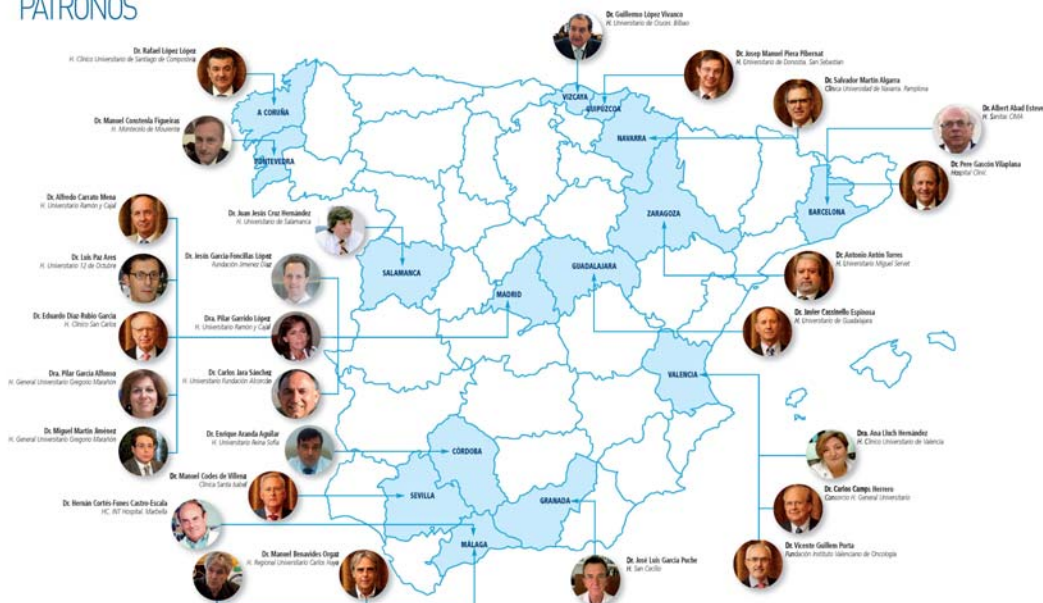 PATRONOS
Dr. Guillermo López Vivanco
H. Universitario de Cruces. Bilbao
Dr. Rafael López López
H. Clínico Universitario de Santiago de Compostela
Dr. Josep Manuel Piera Pibernat
H. Universitario de Donostia. San Sebastian
Dr. Salvador Martín Algarra
Clínica Universidad de Navarra. Pamplona
Dr. Albert Abad Esteve
H. Sanitas CIMA
Dr. Manuel Constenla Figueiras
H. Montecelo de Mourente
Dr. Pere Gascón Vilaplana
Hospital Clinic
VIZCAYA
GUIPÚZCOA
A CORUÑA
NAVARRA
PONTEVEDRA
Dr. Alfredo Carrato Mena
H. Universitario Ramón y Cajal
Dr. Juan Jesús Cruz Hernández
H. Universitario de Salamanca
ZARAGOZA
BARCELONA
Dr. Luis Paz Ares
H. Universitario 12 de Octubre
Dr. Jesús García-Foncillas López
Fundación Jimenez Díaz
SALAMANCA
GUADALAJARA
MADRID
Dr. Antonio Antón Torres
H. Universitario Miguel Servet
Dr. Eduardo Díaz-Rubio García
H. Clínico San Carlos
Dra. Pilar Garrido López
H. Universitario Ramón y Cajal
Dr. Javier Cassinello Espinosa
H. Universitario de Guadalajara
Dra. Pilar García Alfonso
H. General Universitario Gregorio Marañón
Dr. Carlos Jara Sánchez
H. Universitario Fundación Alcorcón
VALENCIA
Dr. Miguel Martín Jiménez
H. General Universitario Gregorio Marañón
Dr. Enrique Aranda Aguilar
H. Universitario Reina Sofía
CÓRDOBA
Dra. Ana Lluch Hernández
H. Clínico Universitario de Valencia
Dr. Manuel Codes de Villena
Clínica Santa Isabel
SEVILLA
GRANADA
Dr. Carlos Camps Herrero
Consorcio H. General Universitario
Dr. Hernán Cortés-Funes Castro-Escala
HC. INT Hospital. Marbella
MÁLAGA
Dr. Manuel Benavides Orgaz
H. Regional Universitario Carlos Haya
Dr. José Luis García Puche
H. San Cecilio
Dr. Vicente Guillem Porta
Fundación Instituto Valenciano de Oncología